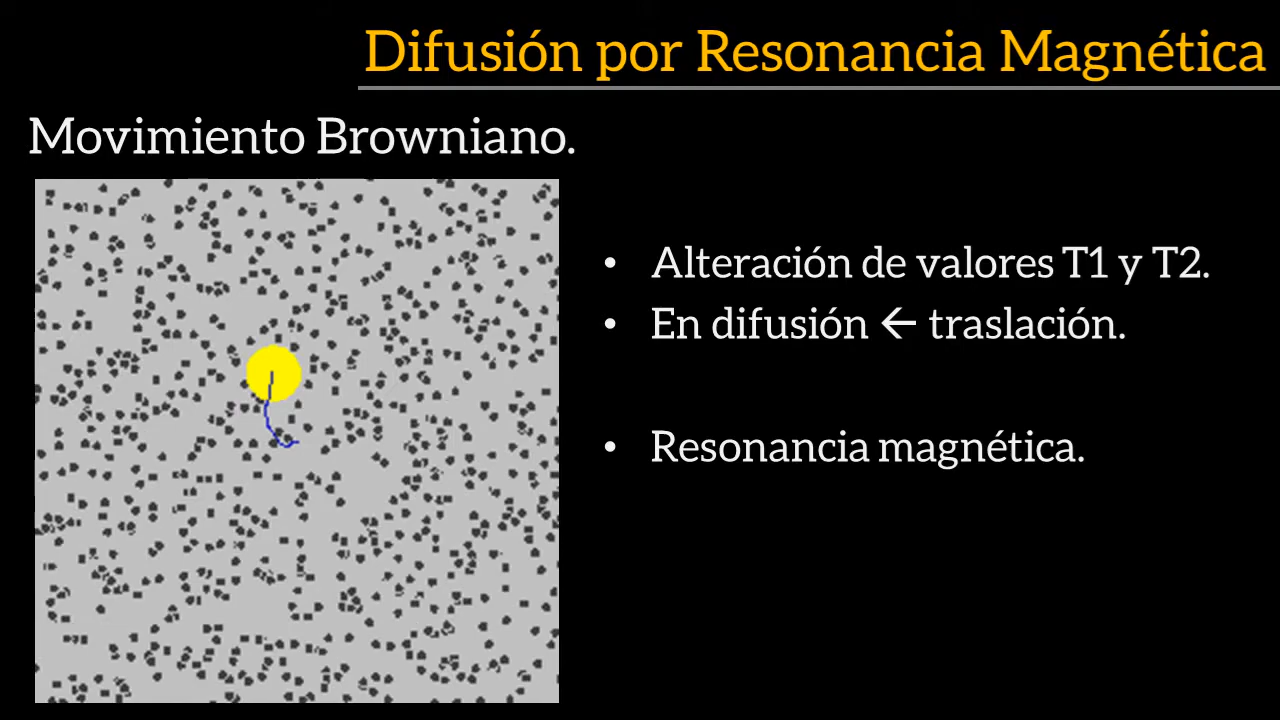 Difusión por Resonancia Magnética
Movimiento Browniano.
• Alteración de valores T1 y T2.
• En difusión ← traslación.
• Resonancia magnética.